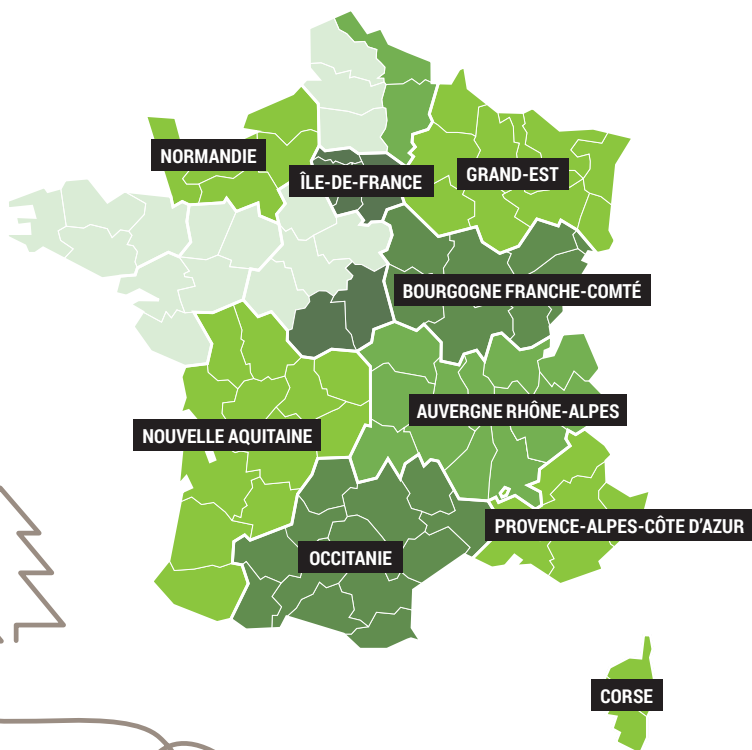 NORMANDIE
ÎLE-DE-FRANCE
GRAND-EST
BOURGOGNE FRANCHE-COMTÉ
AUVERGNE RHÔNE-ALPES
NOUVELLE AQUITAINE
PROVENCE-ALPES-CÔTE D'AZUR
OCCITANIE
CORSE